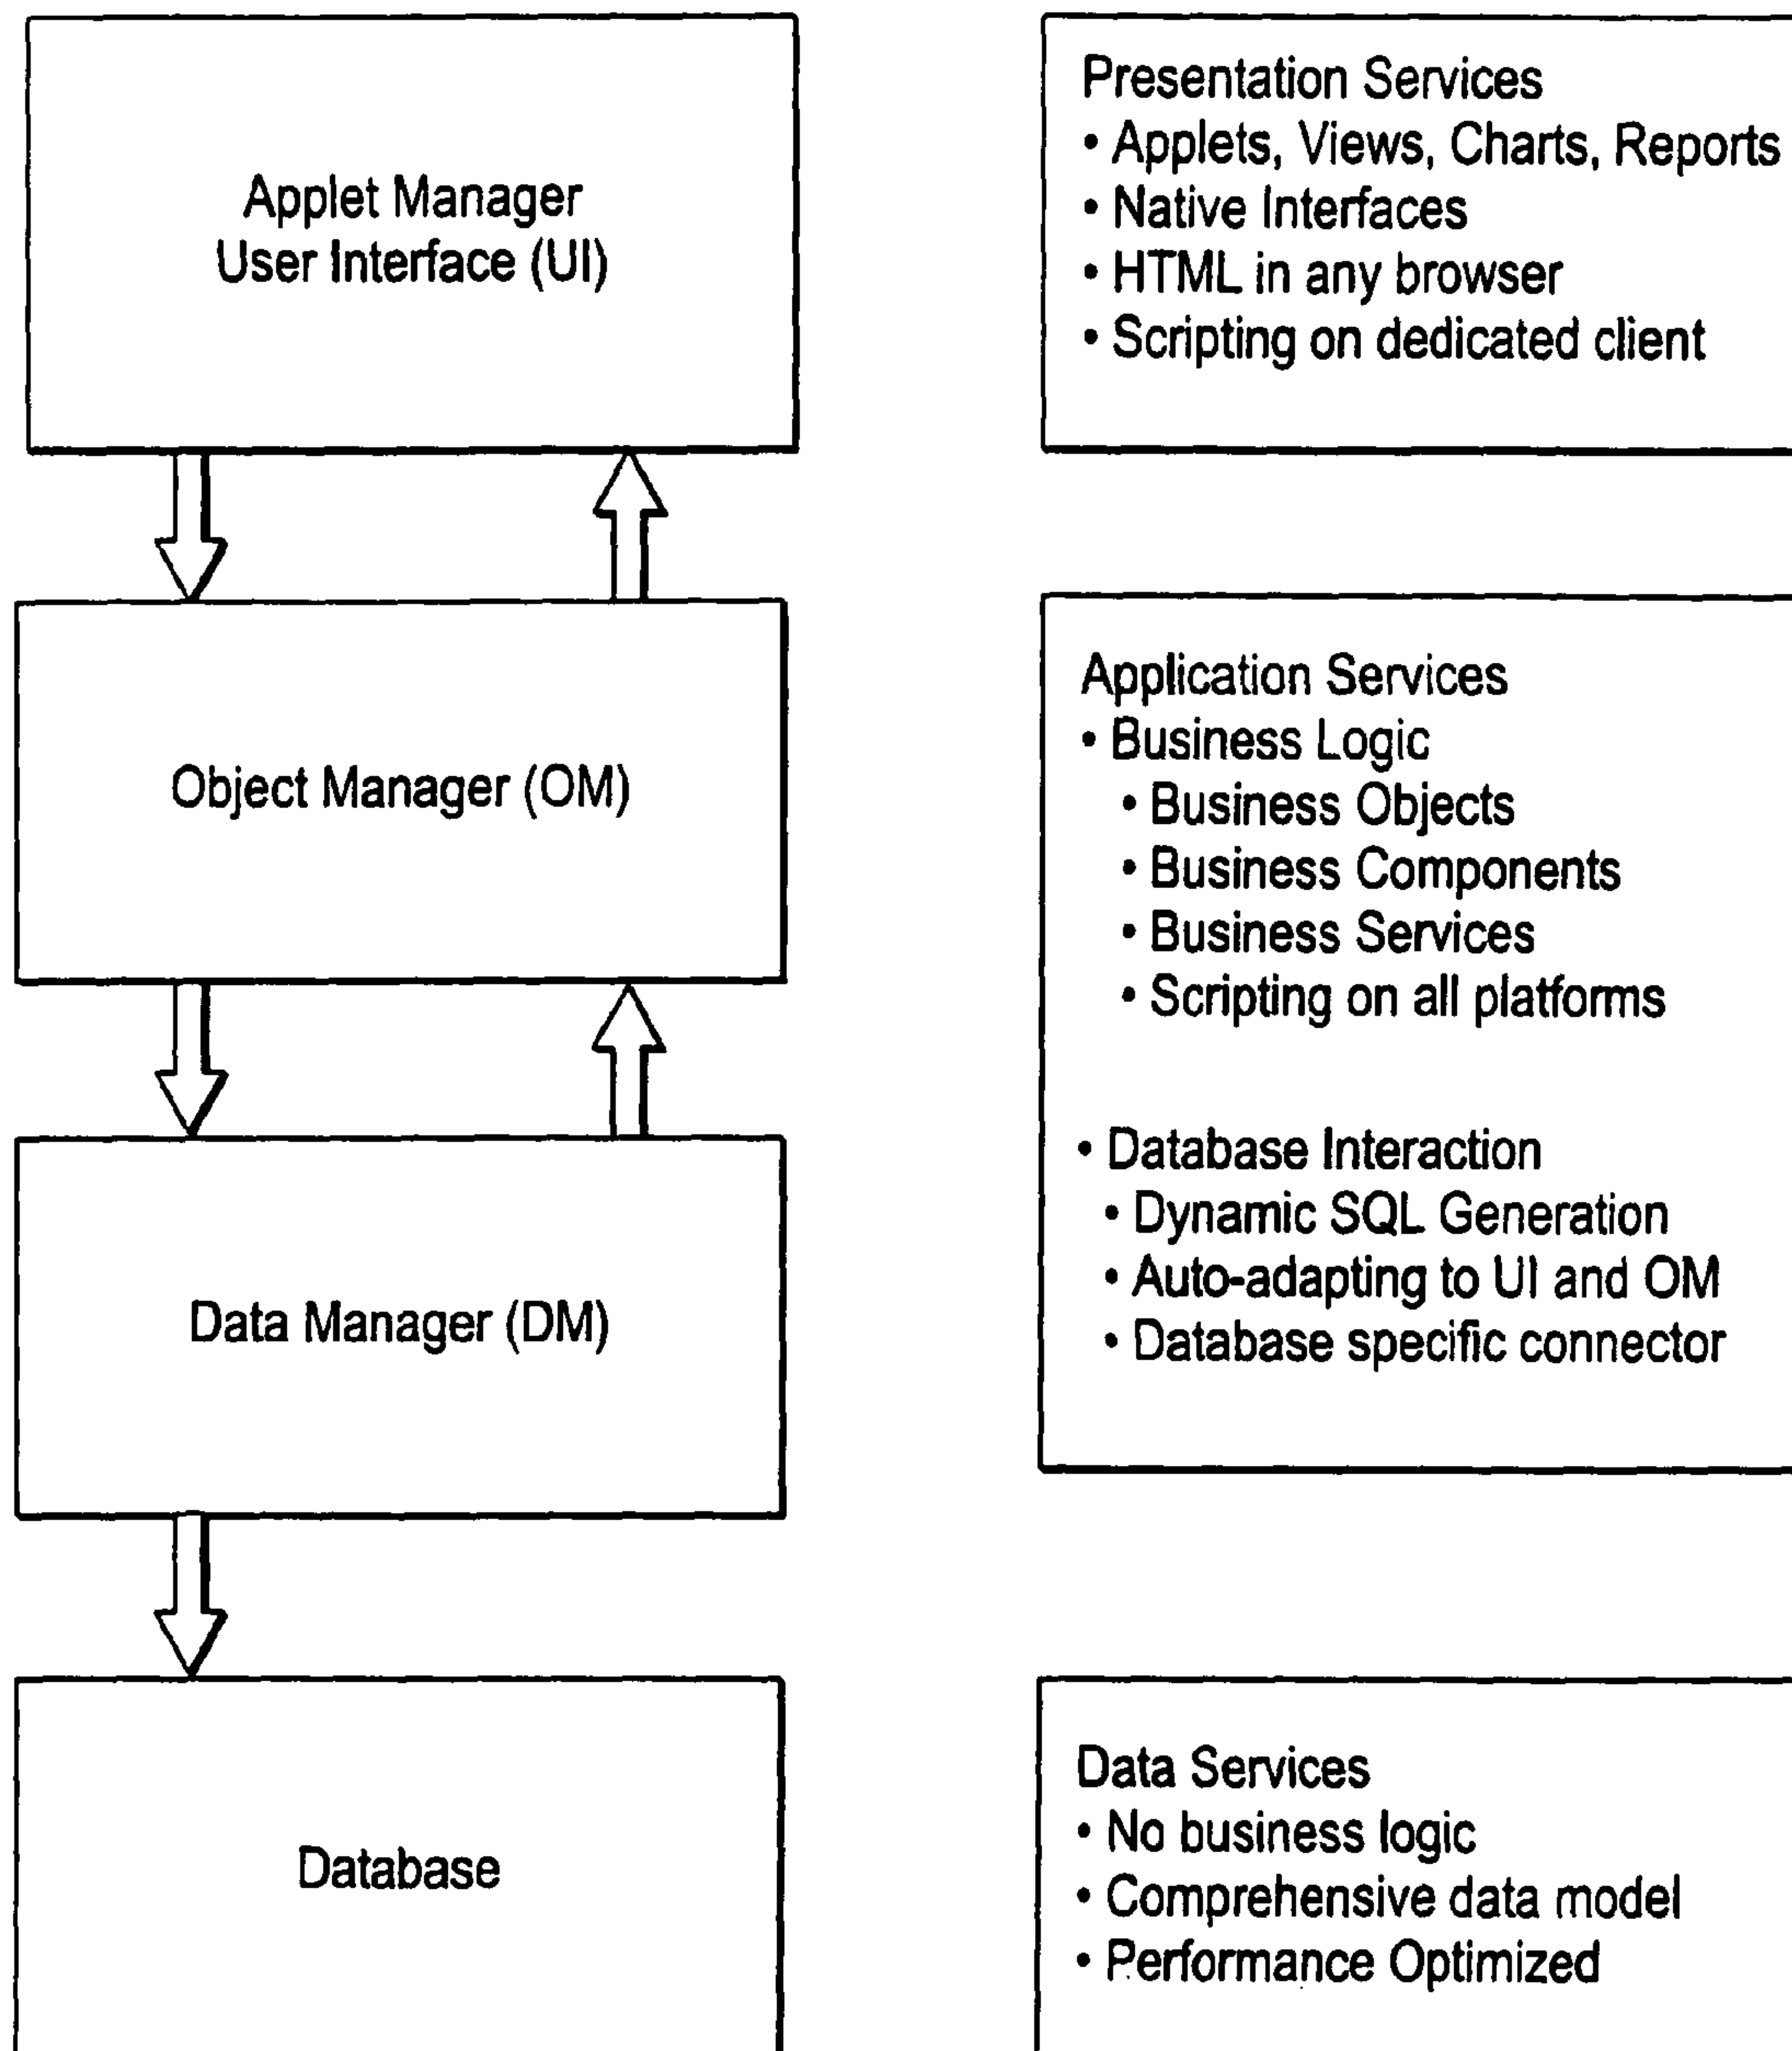 Applet Manager
User Interface (UI)
Presentation Services
• Applets, Views, Charts, Reports
• Native Interfaces
• HTML in any browser
• Scripting on dedicated client
Object Manager (OM)
Application Services
• Business Logic
• Business Objects
• Business Components
• Business Services
• Scripting on all platforms
• Database Interaction
• Dynamic SQL Generation
• Auto-adapting to UI and OM
• Database specific connector
Data Manager (DM)
Database
Data Services
• No business logic
• Comprehensive data model
• Performance Optimized